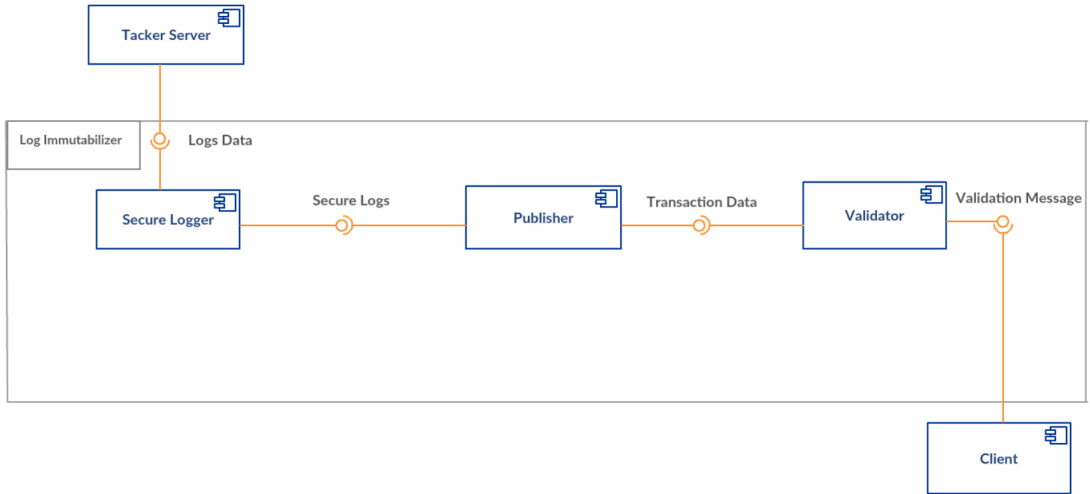 Tacker Server
Log Immutabilizer
Logs Data
Secure Logger
Secure Logs
Publisher
Transaction Data
Validator
Validation Message
Client